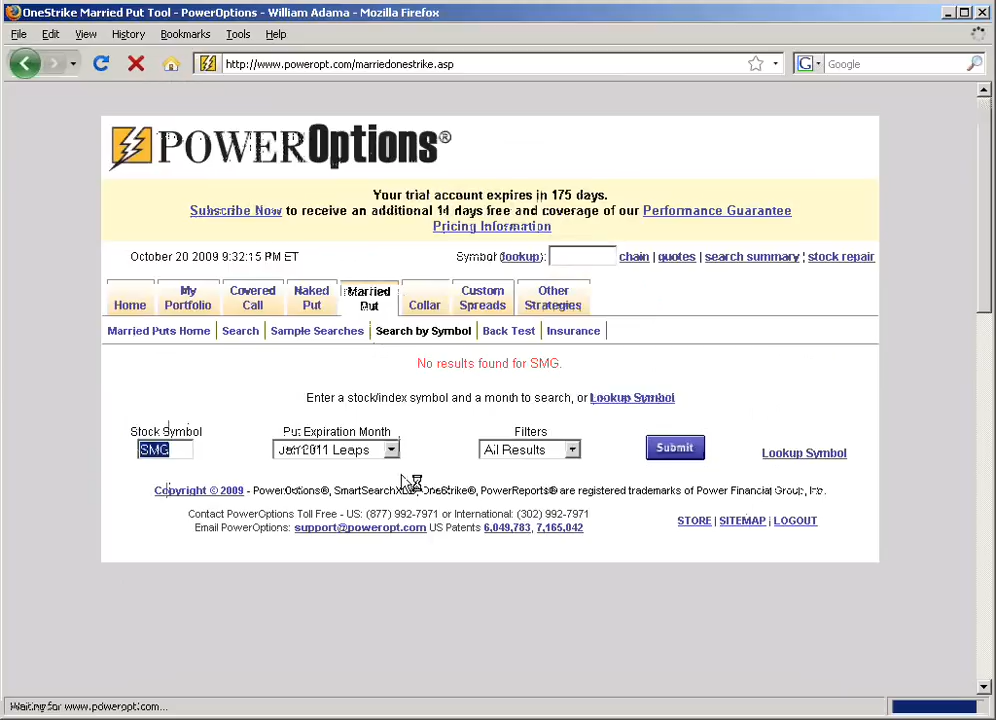 OneStrike Married Put Tool - PowerOptions - William Adama - Mozilla Firefox
File Edit View History Bookmarks Tools Help
http://www.poweropt.com/marriedonestrike.asp
Google
POWEROptions®
Your trial account expires in 175 days.
Subscribe Now to receive an additional 14 days free and coverage of our Performance Guarantee
Pricing Information
October 20 2009 9:32:15 PM ET
Symbol (lookup): chain | quotes | search summary | stock repair
Home My Portfolio Covered Call Naked Put Married Put Collar Custom Spreads Other Strategies
Married Puts Home Search Sample Searches Search by Symbol Back Test Insurance
No results found for SMG.
Enter a stock/index symbol and a month to search, or Lookup Symbol
Stock Symbol Put Expiration Month Filters
SMG Jan 2011 Leaps All Results Submit Lookup Symbol
Copyright © 2009 - PowerOptions®, OneStrike®, PowerReports® are registered trademarks of Power Financial Group, Inc.
Contact PowerOptions Toll Free - US: (877) 992-7971 or International: (302) 992-7971
Email PowerOptions: support@poweropt.com US Patents 6,049,783, 7,165,042
STORE | SITEMAP | LOGOUT
Waiting for www.poweropt.com...